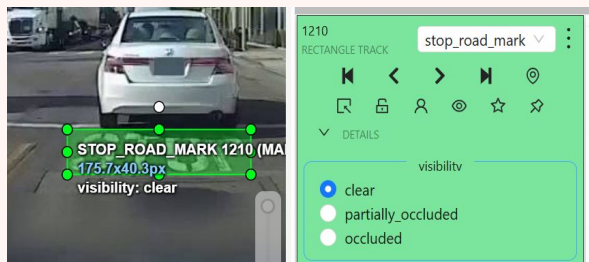 STOP_ROAD_MARK 1210 (MA
175.7x40.3px
visibility: clear
1210
RECTANGLE TRACK
stop_road_mark
DETAILS
visibility
clear
partially_occluded
occluded